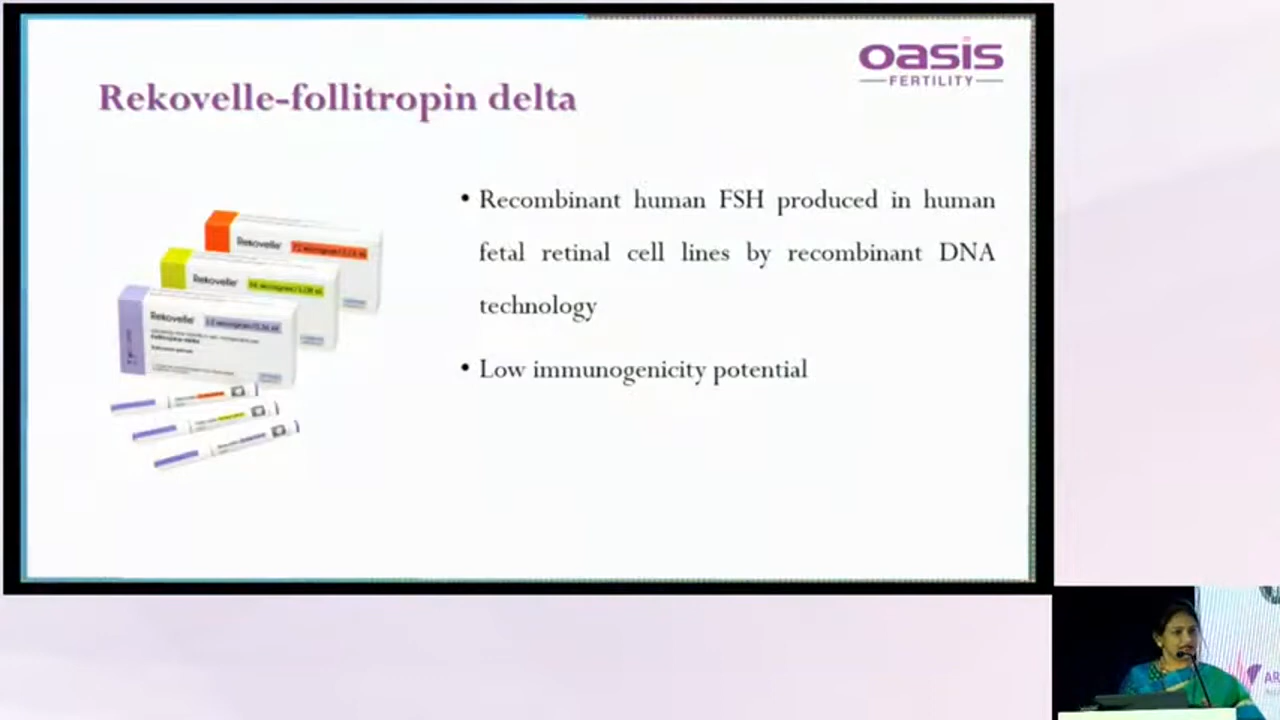 oasis
FERTILITY
Rekovelle-follitropin delta
• Recombinant human FSH produced in human
fetal retinal cell lines by recombinant DNA
technology
• Low immunogenicity potential
Rekovelle
Rekovelle
Rekovelle
AR